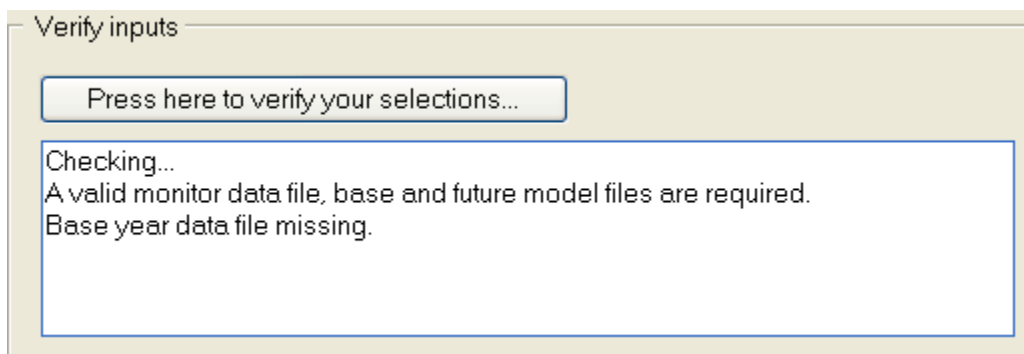 Verify inputs
Press here to verify your selections...
Checking...
A valid monitor data file, base and future model files are required.
Base year data file missing.